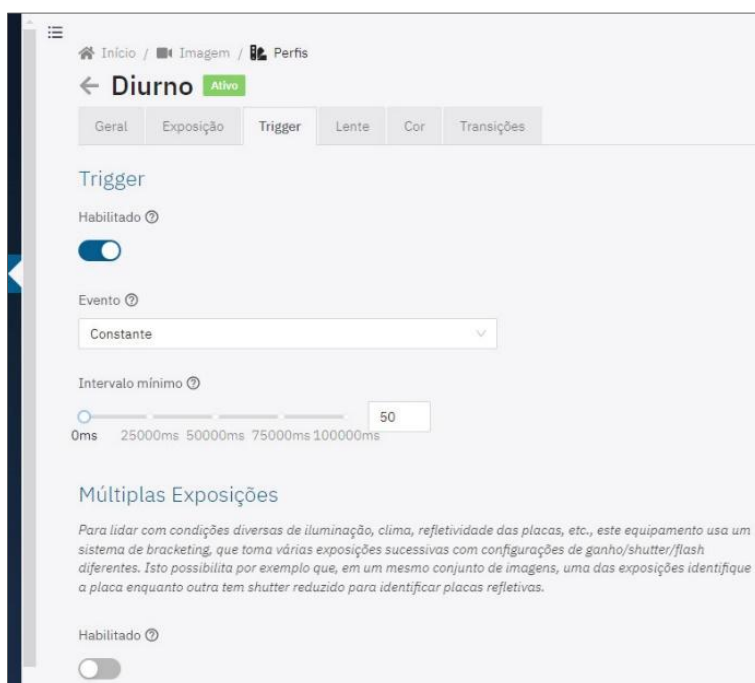 Início / Imagem / Perfis
Diurno Ativo
Geral Exposição Trigger Lente Cor Transições
Trigger
Habilitado
Evento
Constante
Intervalo mínimo
50
0ms 25000ms 50000ms 75000ms 100000ms
Múltiplas Exposições
Para lidar com condições diversas de iluminação, clima, refletividade das placas, etc., este equipamento usa um
sistema de bracketing, que toma várias exposições sucessivas com configurações de ganho/shutter/flash
diferentes. Isto possibilita por exemplo que, em um mesmo conjunto de imagens, uma das exposições identifique
a placa enquanto outra tem shutter reduzido para identificar placas refletivas.
Habilitado